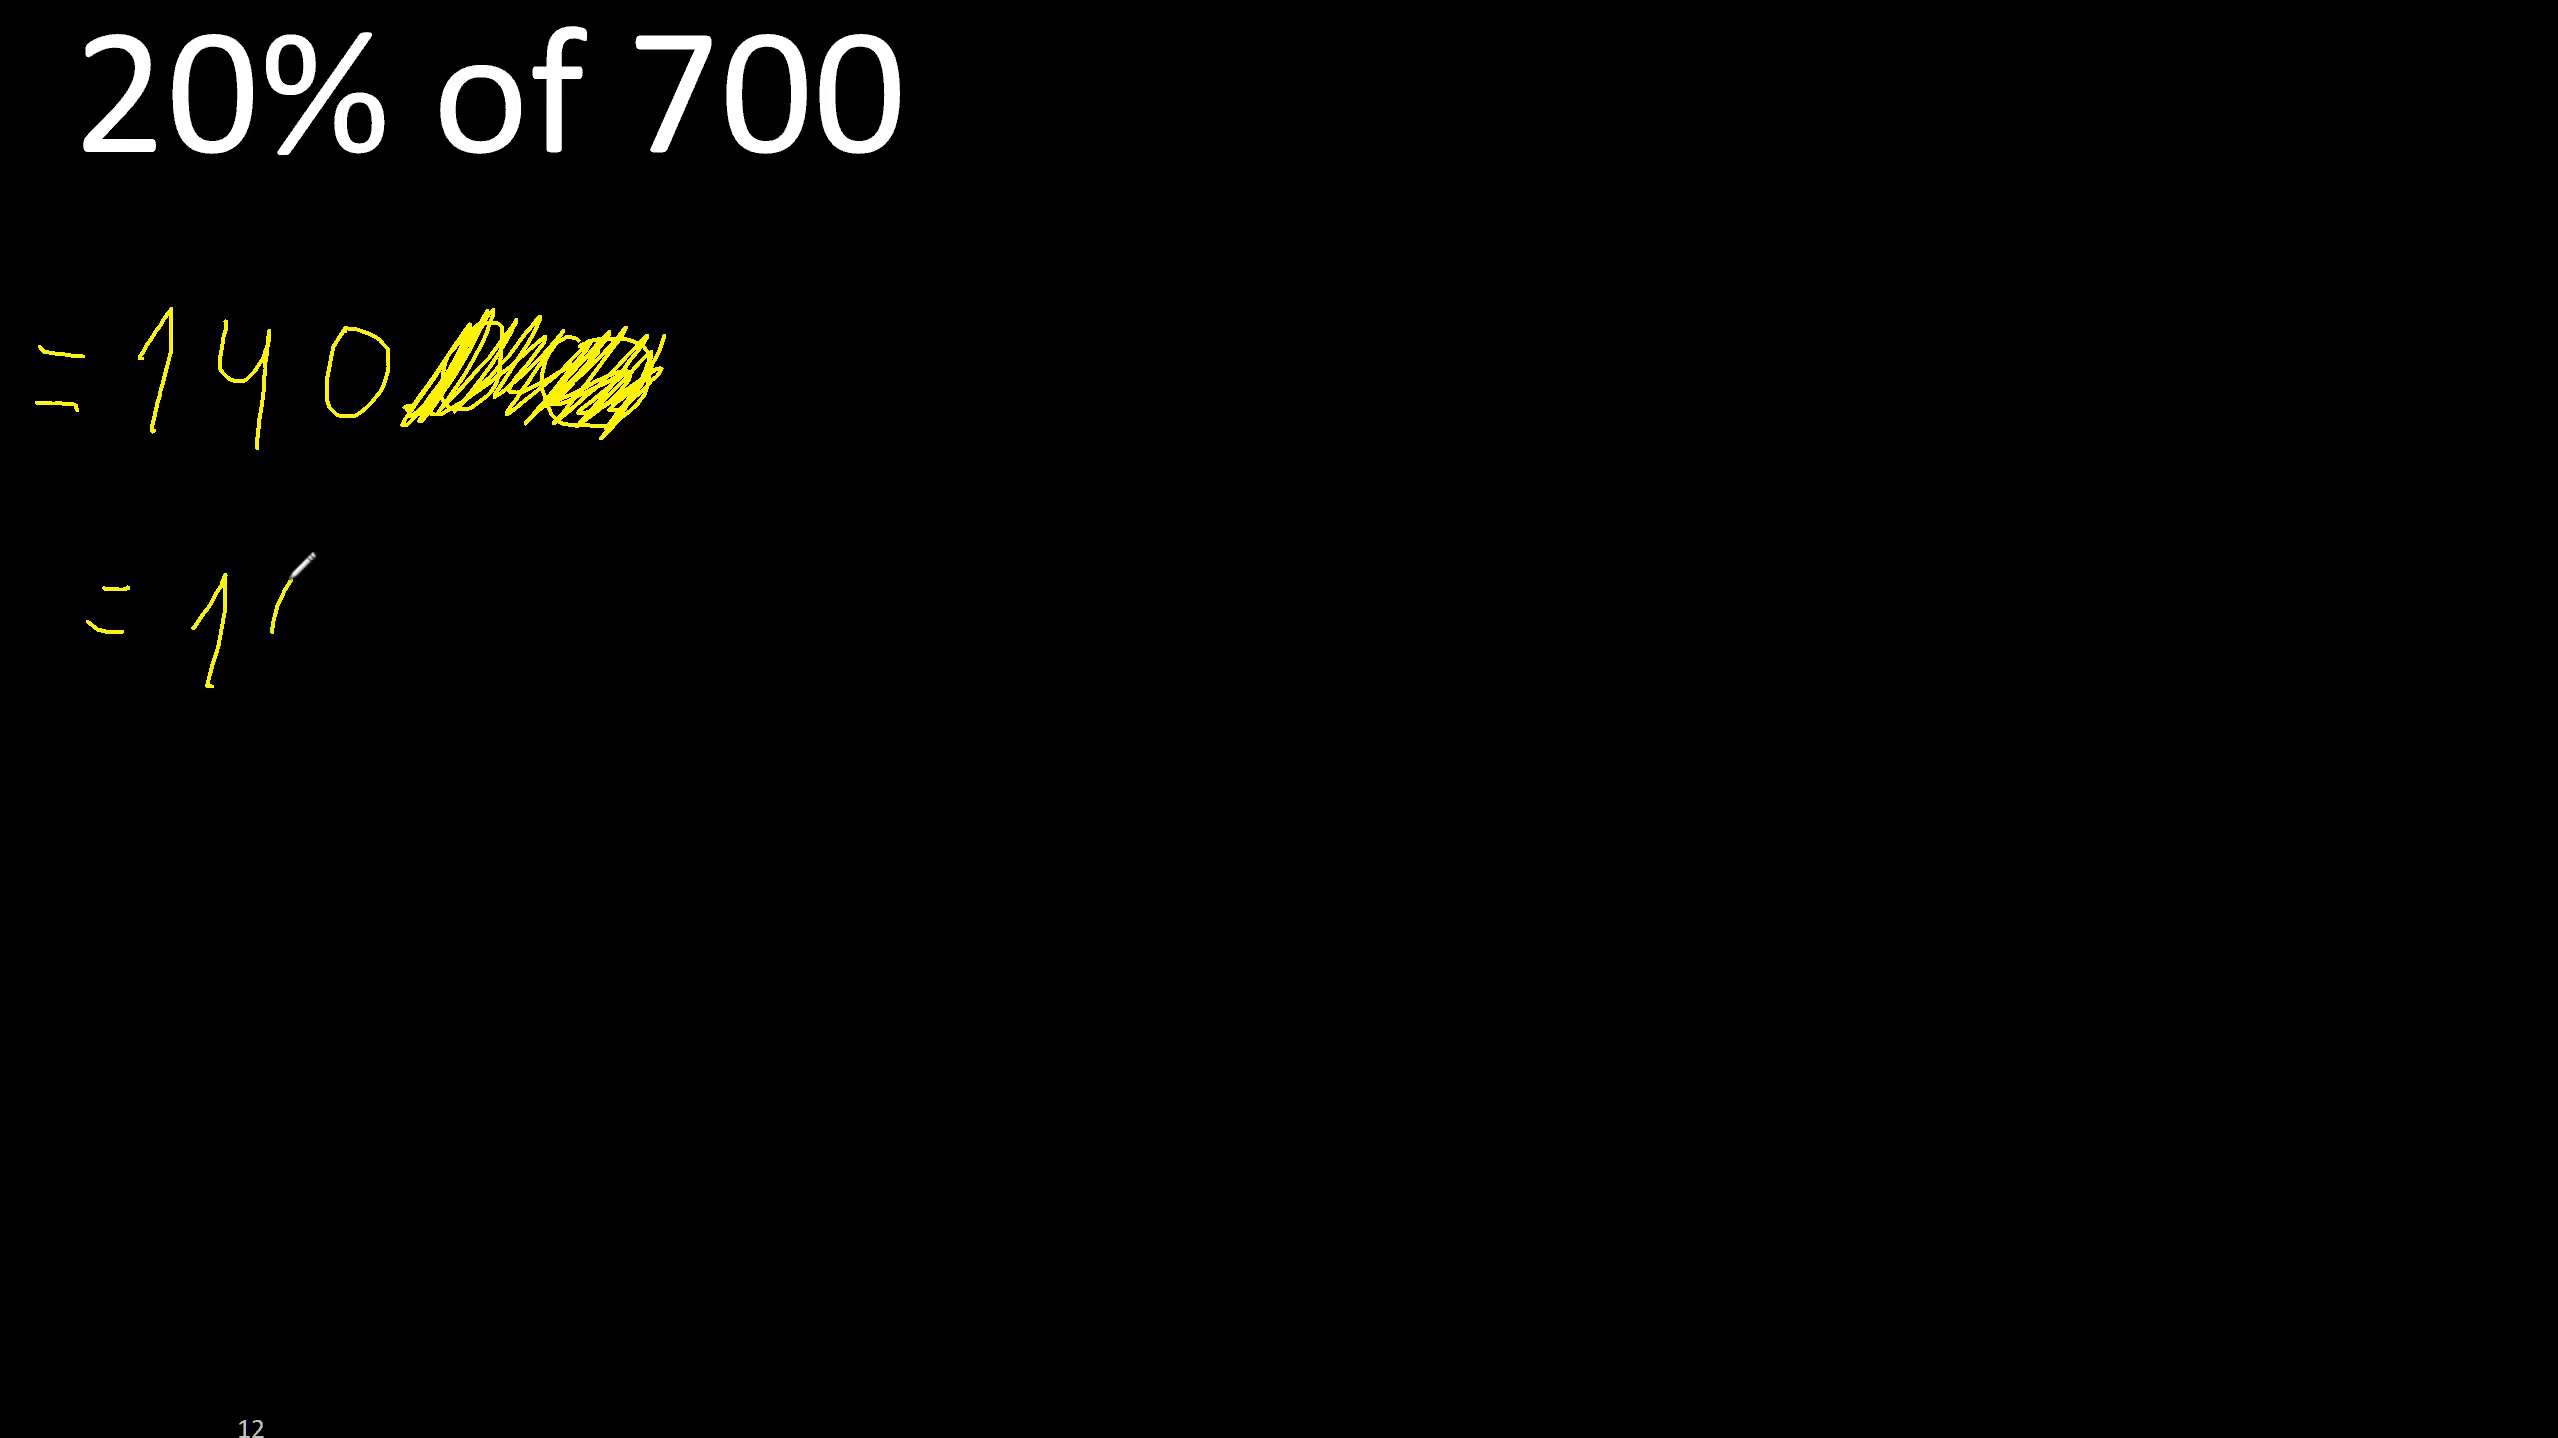 20% of 700
= 140
= 1
12